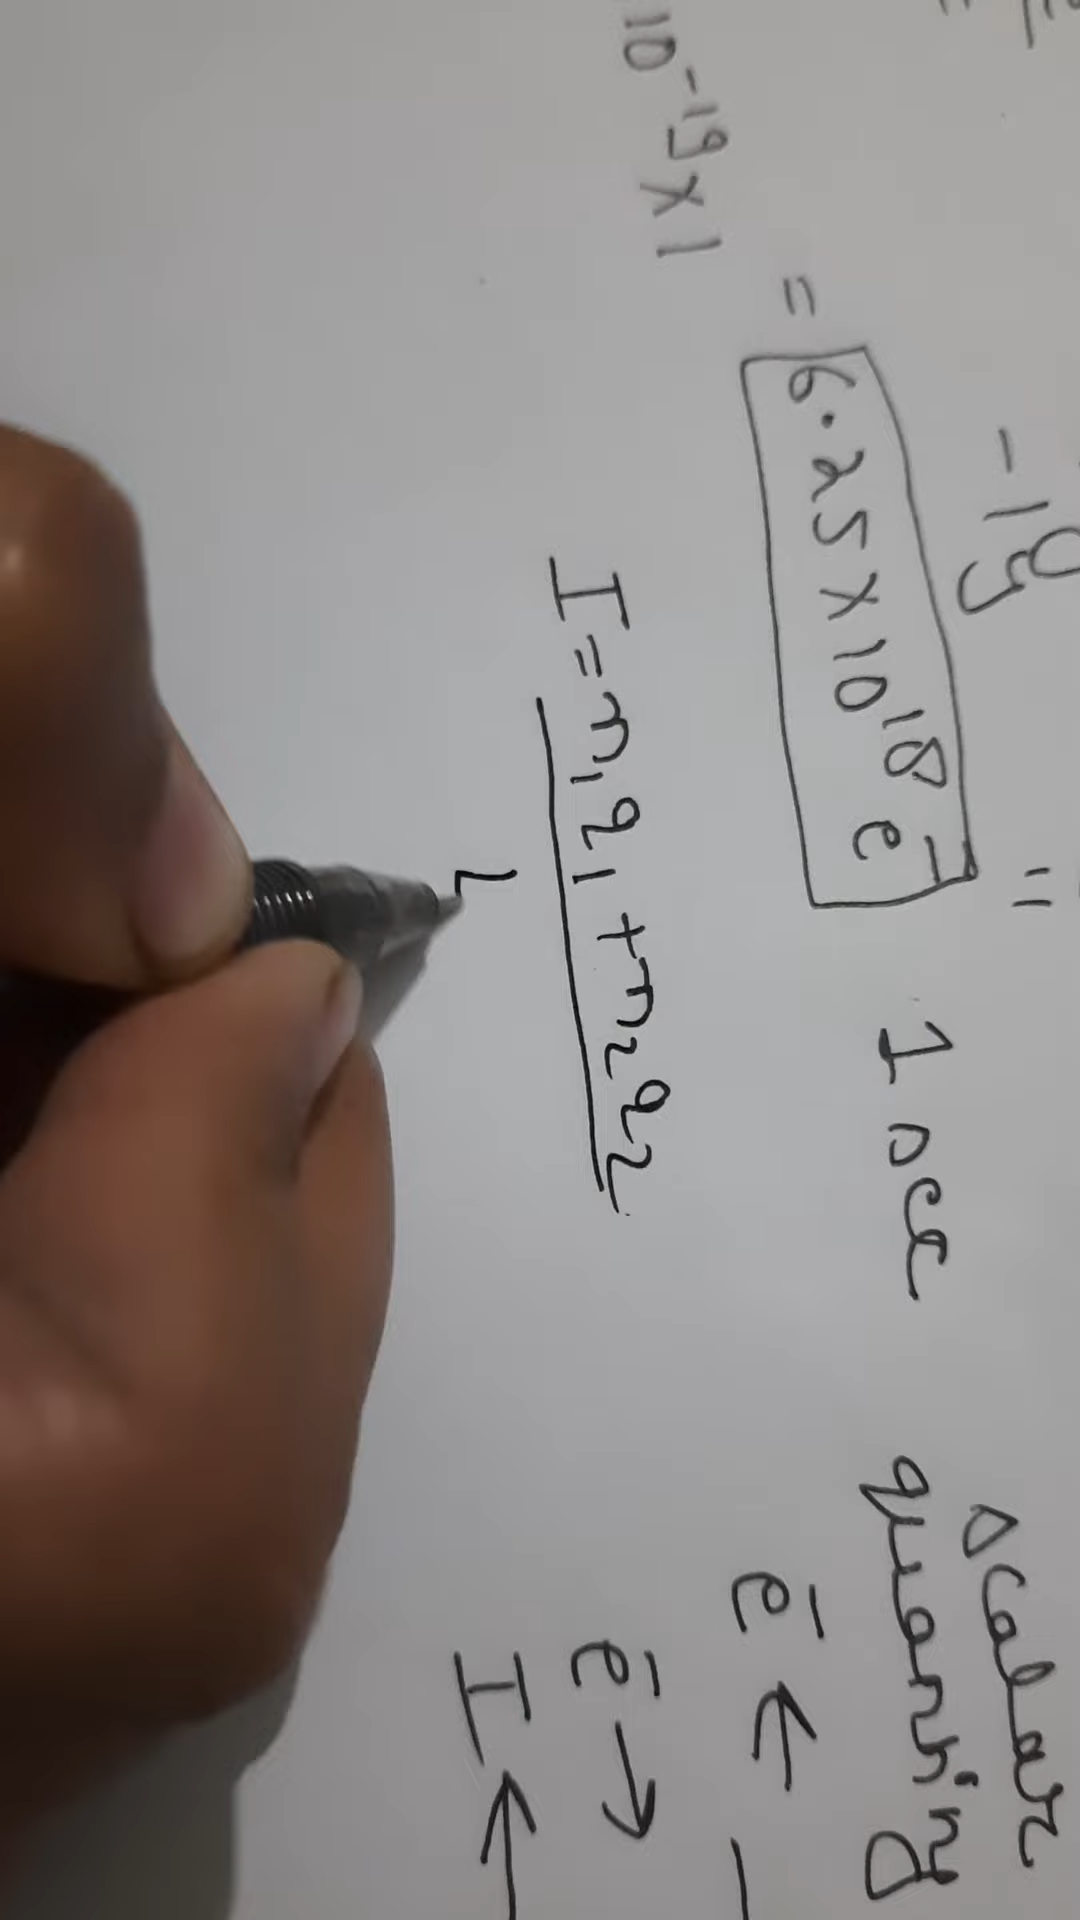 scalar
quantity
-19 "
1 sec
= 6.25×10¹⁸ e⁻
10⁻¹⁹×1
e⁻ ←
I = n₁q₁ + n₂q₂
e⁻ →
I ←